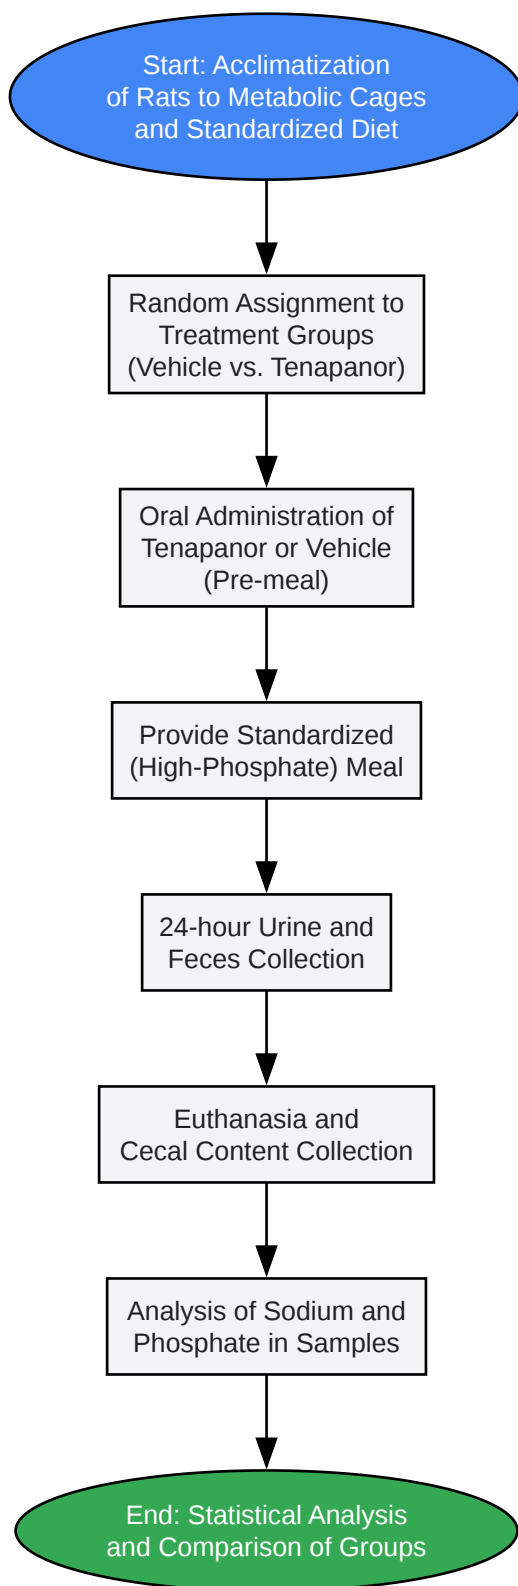 Start: Acclimatization
of Rats to Metabolic Cages
and Standardized Diet
Random Assignment to
Treatment Groups
(Vehicle vs. Tenapanor)
Oral Administration of
Tenapanor or Vehicle
(Pre-meal)
Provide Standardized
(High-Phosphate) Meal
24-hour Urine and
Feces Collection
Euthanasia and
Cecal Content Collection
Analysis of Sodium and
Phosphate in Samples
End: Statistical Analysis
and Comparison of Groups